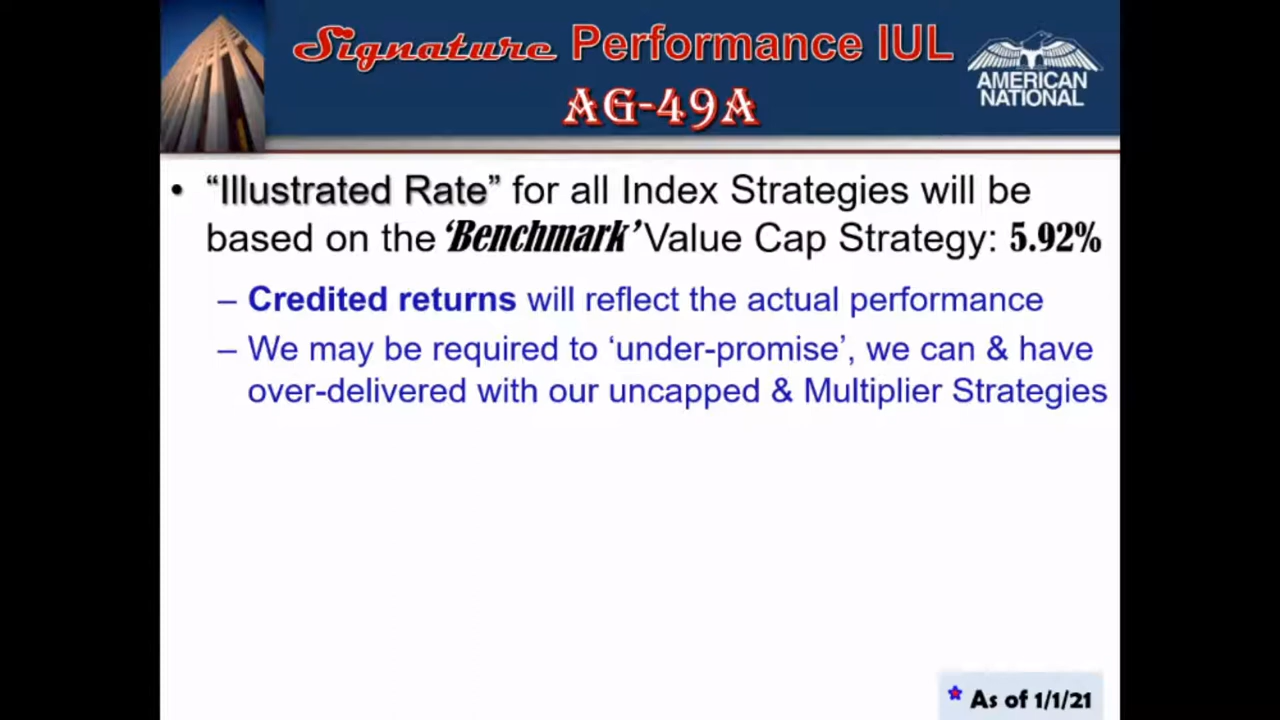 Signature Performance IUL
AG-49A
AMERICAN
NATIONAL
• “Illustrated Rate” for all Index Strategies will be
based on the ‘Benchmark’ Value Cap Strategy: 5.92%
– Credited returns will reflect the actual performance
– We may be required to ‘under-promise’, we can & have
over-delivered with our uncapped & Multiplier Strategies
* As of 1/1/21